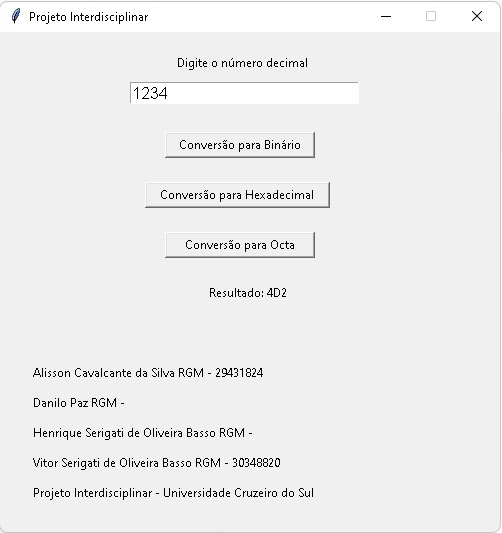 Projeto Interdisciplinar
Digite o número decimal
1234
Conversão para Binário
Conversão para Hexadecimal
Conversão para Octa
Resultado: 4D2
Alisson Cavalcante da Silva RGM - 29431824
Danilo Paz RGM -
Henrique Serigati de Oliveira Basso RGM -
Vitor Serigati de Oliveira Basso RGM - 30348820
Projeto Interdisciplinar - Universidade Cruzeiro do Sul